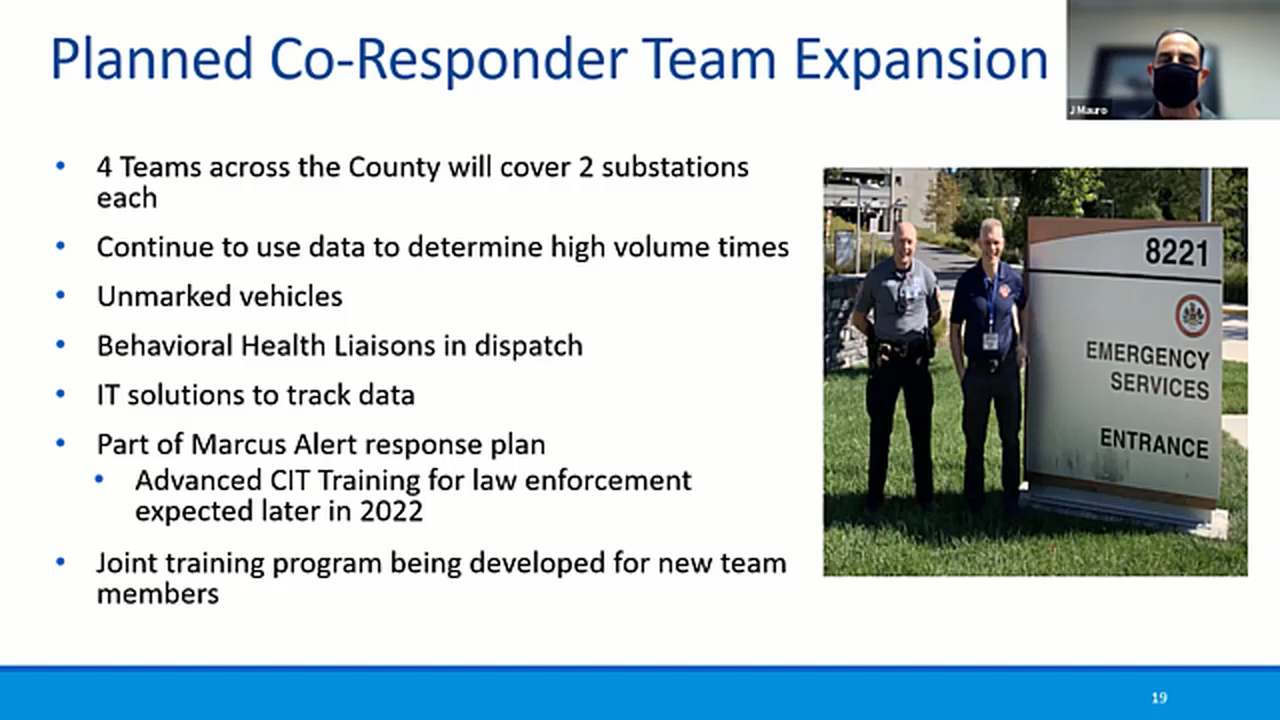 Planned Co-Responder Team Expansion
J Mauro
• 4 Teams across the County will cover 2 substations
each
• Continue to use data to determine high volume times
• Unmarked vehicles
• Behavioral Health Liaisons in dispatch
• IT solutions to track data
• Part of Marcus Alert response plan
• Advanced CIT Training for law enforcement
expected later in 2022
• Joint training program being developed for new team
members
8221
EMERGENCY
SERVICES
ENTRANCE
19